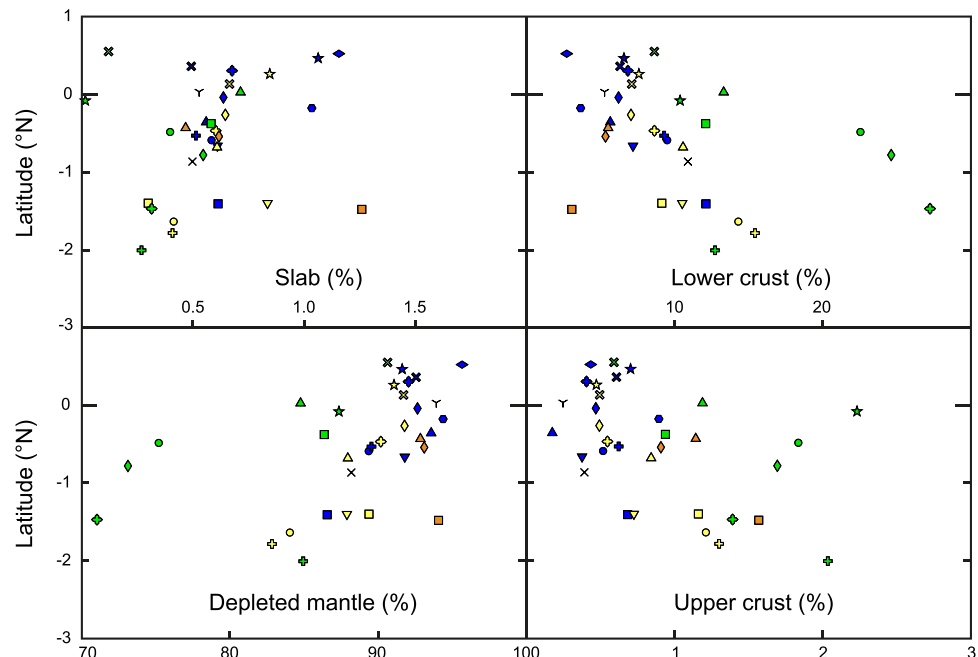 1
0
-1
-2
-3
Latitude (°N)
Slab (%)
Lower crust (%)
0.5 1.0 1.5 10 20
0
-1
-2
-3
Latitude (°N)
Depleted mantle (%)
Upper crust (%)
70 80 90 100 1 2 3